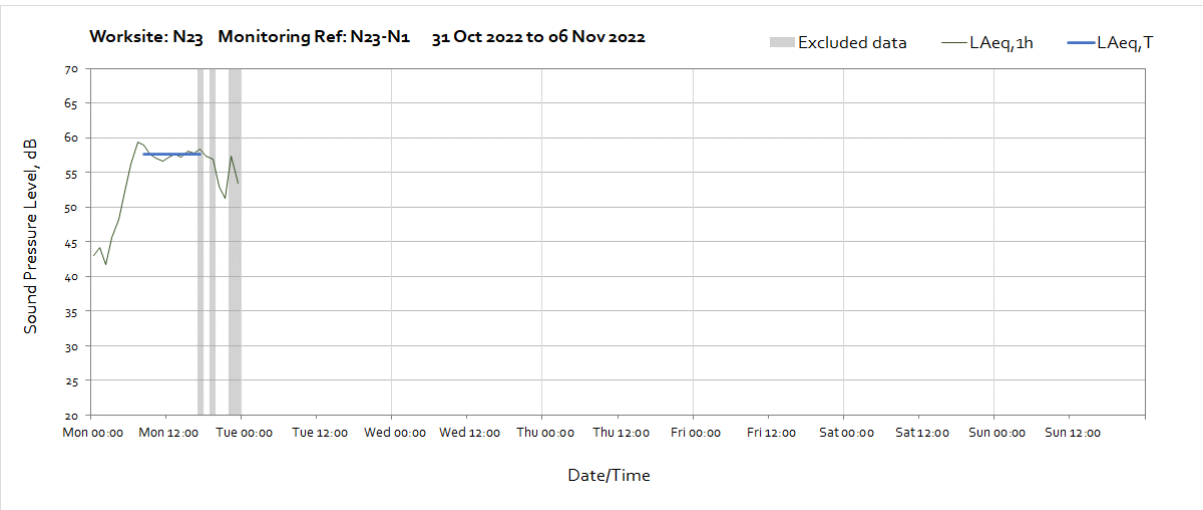 Worksite: N23 Monitoring Ref: N23-N1 31 Oct 2022 to 06 Nov 2022
Excluded data LAeq,1h LAeq,T
Sound Pressure Level, dB
70
65
60
55
50
45
40
35
30
25
20
Mon 00:00 Mon 12:00 Tue 00:00 Tue 12:00 Wed 00:00 Wed 12:00 Thu 00:00 Thu 12:00 Fri 00:00 Fri 12:00 Sat 00:00 Sat 12:00 Sun 00:00 Sun 12:00
Date/Time